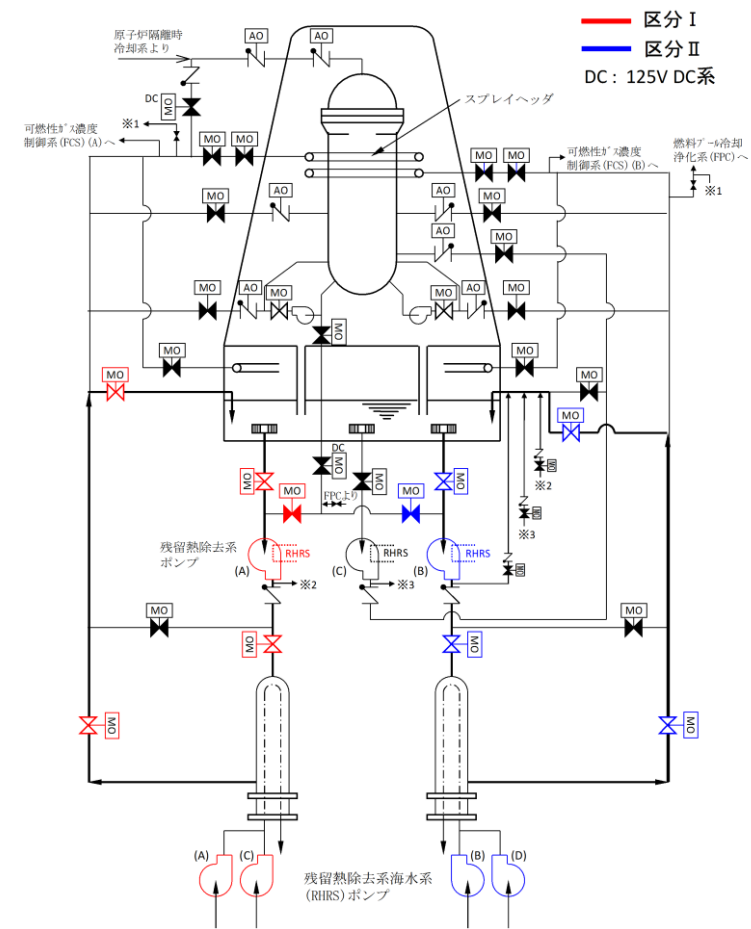 区分Ⅰ
区分Ⅱ
DC : 125V DC系
原子炉隔離時
冷却系より
AO
AO
DC
MO
スプレイヘッダ
※1
可燃性ガス濃度
制御系(FCS)(A)へ
MO
MO
MO
MO
可燃性ガス濃度
制御系(FCS)(B)へ
燃料プール冷却
浄化系(FPC)へ
※1
MO
AO
AO
MO
AO
MO
MO
AO
MO
MO
AO
MO
MO
MO
MO
MO
MO
MO
DC
MO
MO
MO
MO
MO
※2
FPCより
MO
MO
MO
※3
残留熱除去系
ポンプ
RHRS
RHRS
RHRS
(A)
(C)
(B)
MO
※2
※3
MO
MO
MO
MO
MO
MO
(A)
(C)
(B)
(D)
残留熱除去系海水系
(RHRS)ポンプ